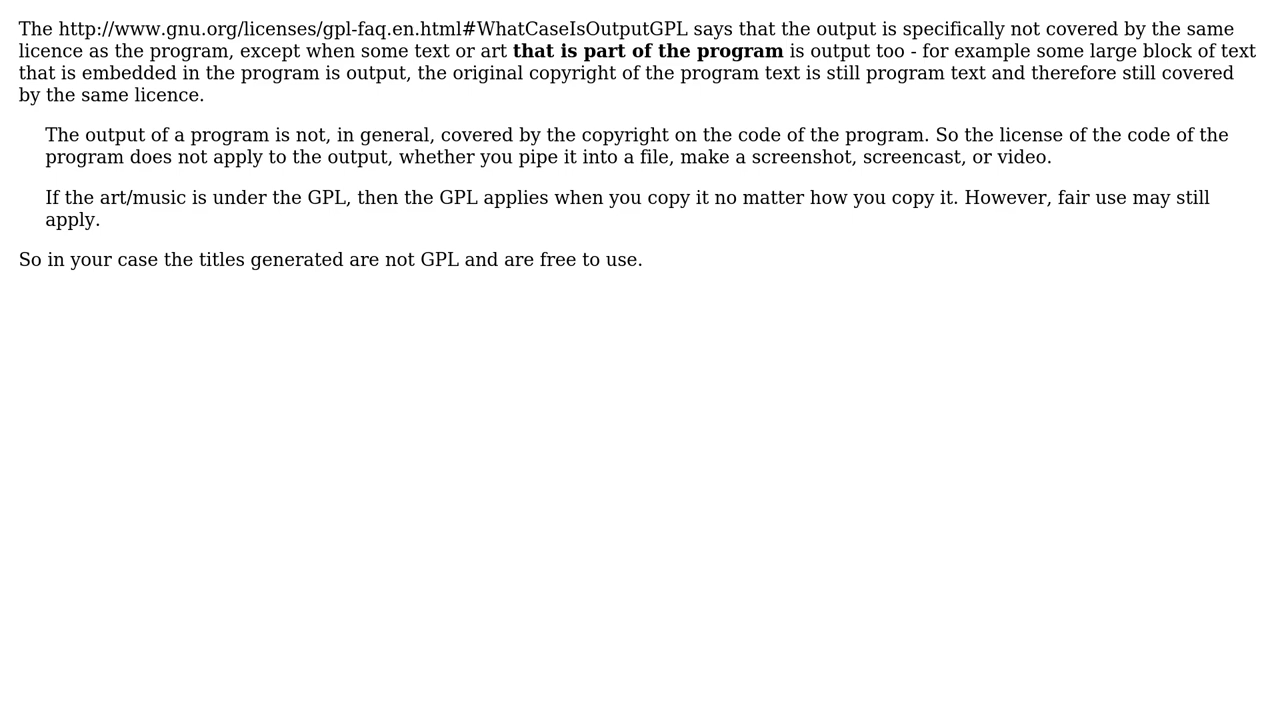 The http://www.gnu.org/licenses/gpl-faq.en.html#WhatCaseIsOutputGPL says that the output is specifically not covered by the same
licence as the program, except when some text or art that is part of the program is output too - for example some large block of text
that is embedded in the program is output, the original copyright of the program text is still program text and therefore still covered
by the same licence.
The output of a program is not, in general, covered by the copyright on the code of the program. So the license of the code of the
program does not apply to the output, whether you pipe it into a file, make a screenshot, screencast, or video.
If the art/music is under the GPL, then the GPL applies when you copy it no matter how you copy it. However, fair use may still
apply.
So in your case the titles generated are not GPL and are free to use.